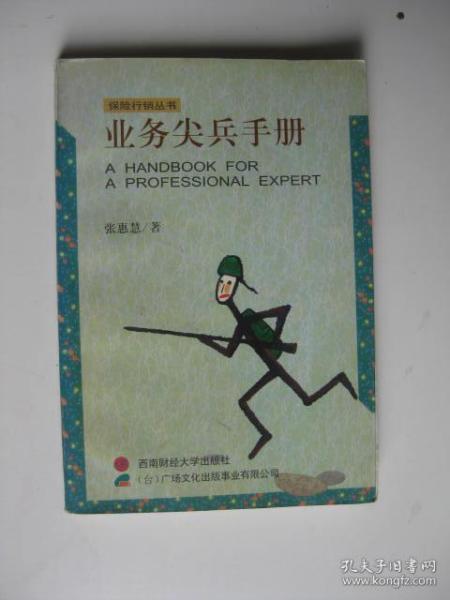 保险行销丛书
业务尖兵手册
A HANDBOOK FOR
A PROFESSIONAL EXPERT
张惠慧/著
西南财经大学出版社
(台)广场文化出版事业有限公司
孔夫子旧书网
www.kongfz.com